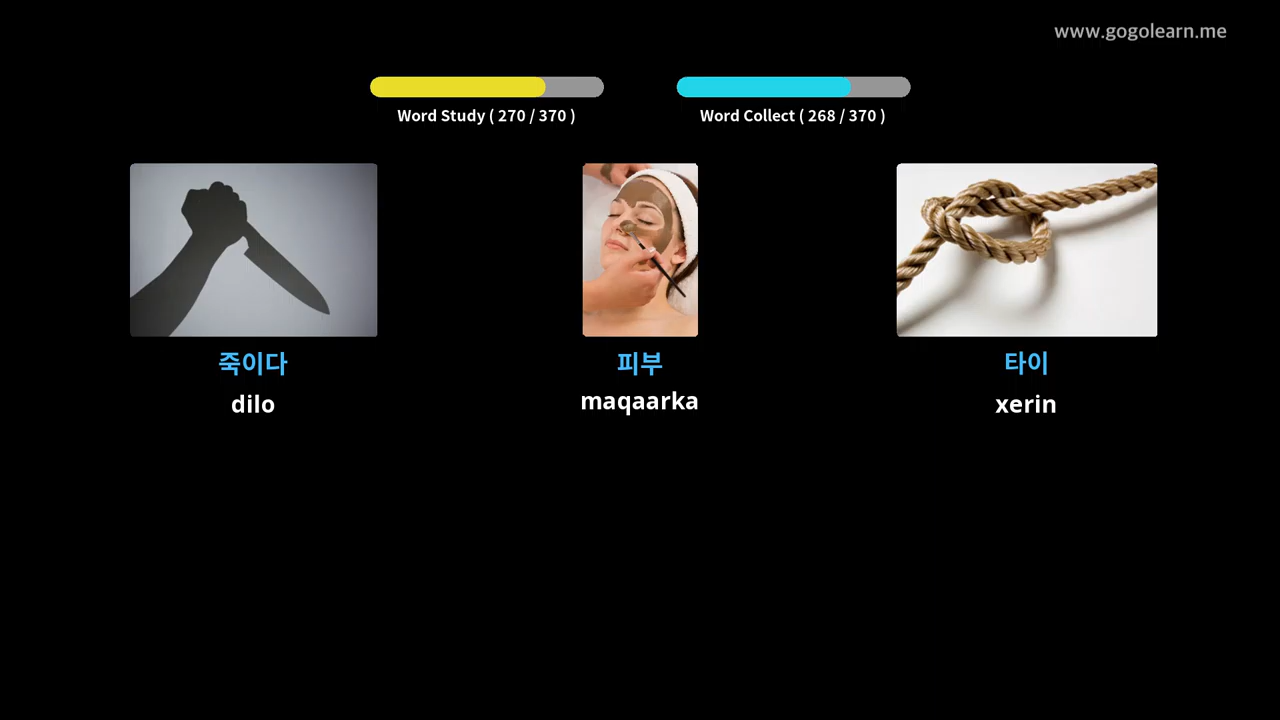 www.gogolearn.me
Word Study ( 270 / 370 )
Word Collect ( 268 / 370 )
죽이다
피부
타이
dilo
maqaarka
xerin